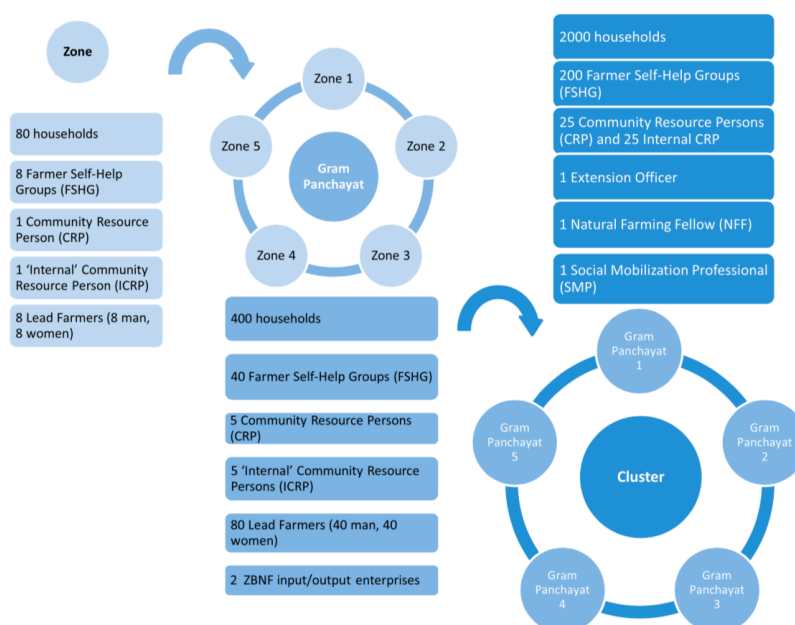 Zone
80 households
8 Farmer Self-Help
Groups (FSHG)
1 Community Resource
Person (CRP)
1 ‘Internal’ Community
Resource Person (ICRP)
8 Lead Farmers (8 man,
8 women)
Zone 1
Zone 2
Zone 3
Zone 4
Zone 5
Gram
Panchayat
400 households
40 Farmer Self-Help Groups (FSHG)
5 Community Resource Persons
(CRP)
5 ‘Internal’ Community Resource
Persons (ICRP)
80 Lead Farmers (40 man, 40
women)
2 ZBNF input/output enterprises
2000 households
200 Farmer Self-Help Groups
(FSHG)
25 Community Resource Persons
(CRP) and 25 Internal CRP
1 Extension Officer
1 Natural Farming Fellow (NFF)
1 Social Mobilization Professional
(SMP)
Gram
Panchayat
1
Gram
Panchayat
2
Gram
Panchayat
3
Gram
Panchayat
4
Gram
Panchayat
5
Cluster